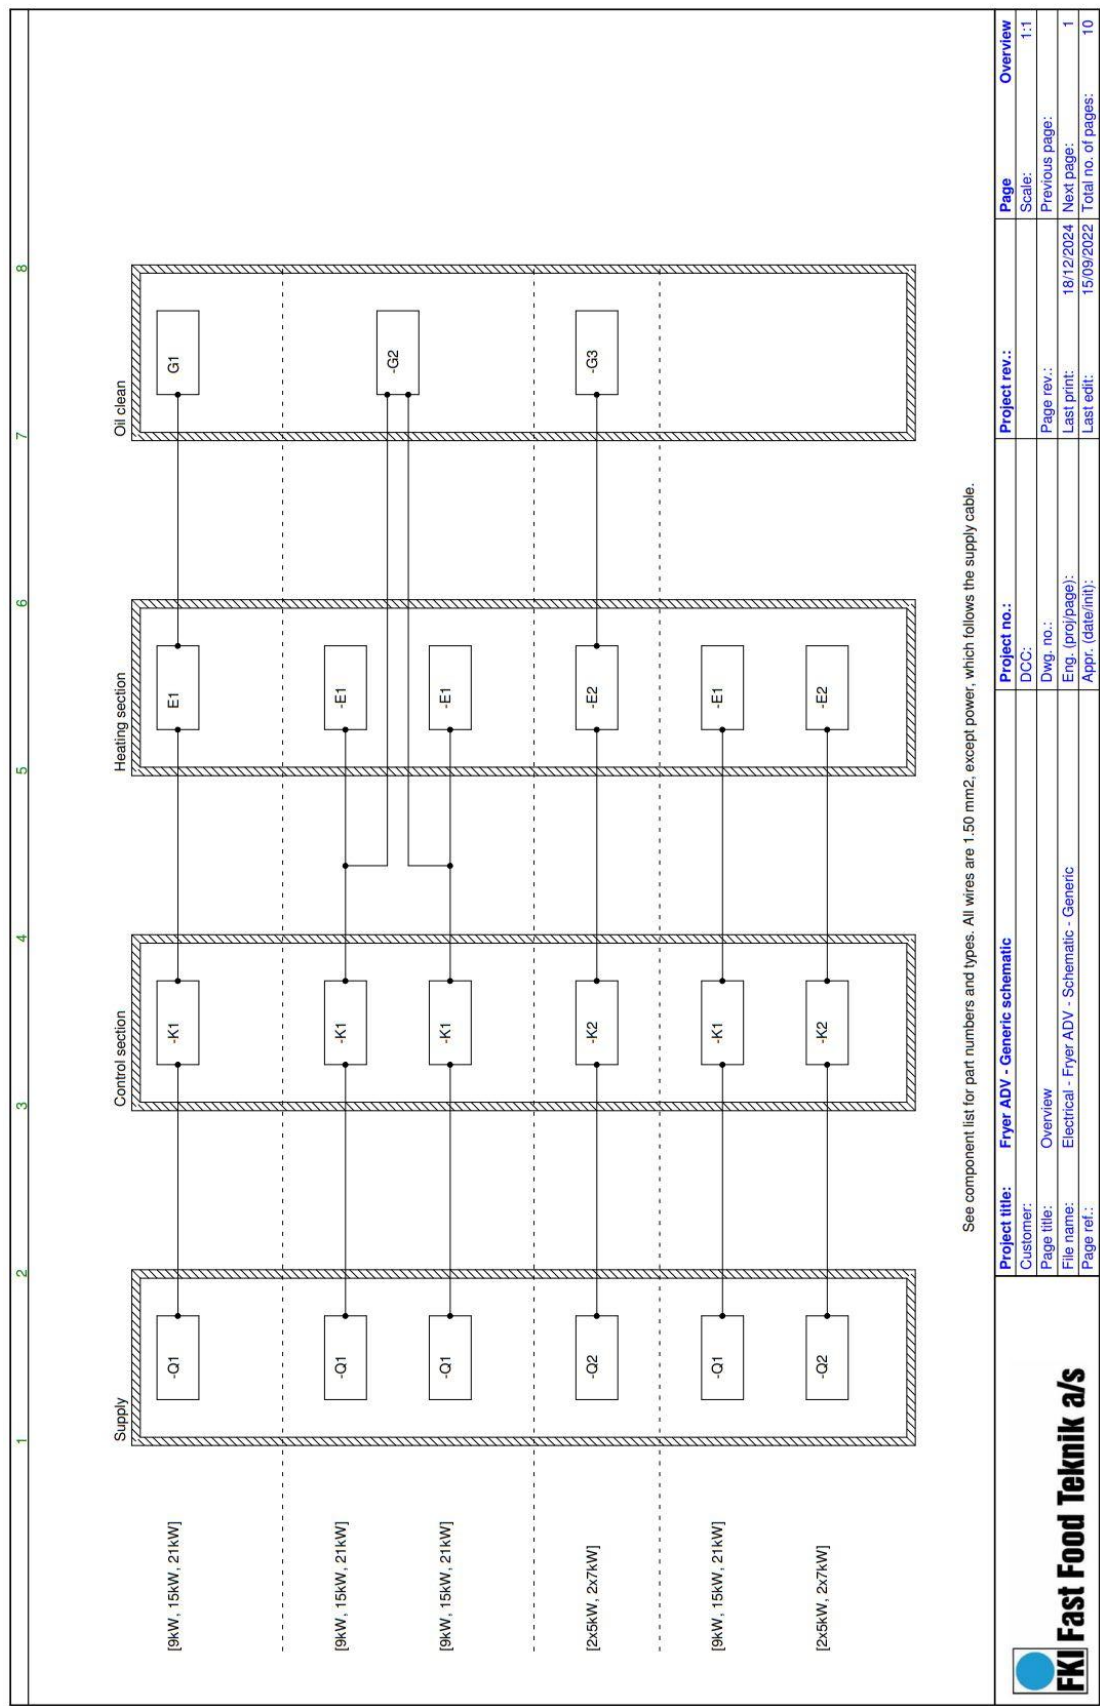 1 2 3 4 5 6 7 8
Supply Control section Heating section Oil clean
[9kW, 15kW, 21kW] -Q1 -K1 E1 G1
[9kW, 15kW, 21kW] -Q1 -K1 -E1
-G2
[9kW, 15kW, 21kW] -Q1 -K1 -E1
[2x5kW, 2x7kW] -Q2 -K2 -E2 -G3
[9kW, 15kW, 21kW] -Q1 -K1 -E1
[2x5kW, 2x7kW] -Q2 -K2 -E2
See component list for part numbers and types. All wires are 1.50 mm2, except power, which follows the supply cable.
FKI Fast Food Teknik a/s
Project title: Fryer ADV - Generic schematic Project no.: Project rev.: Page Overview
Customer: DCC: Scale: 1:1
Page title: Overview Dwg. no.: Page rev.: Previous page:
File name: Electrical - Fryer ADV - Schematic - Generic Eng. (proj/page): Last print: 18/12/2024 Next page: 1
Page ref.: Appr. (date/init): Last edit: 15/09/2022 Total no. of pages: 10